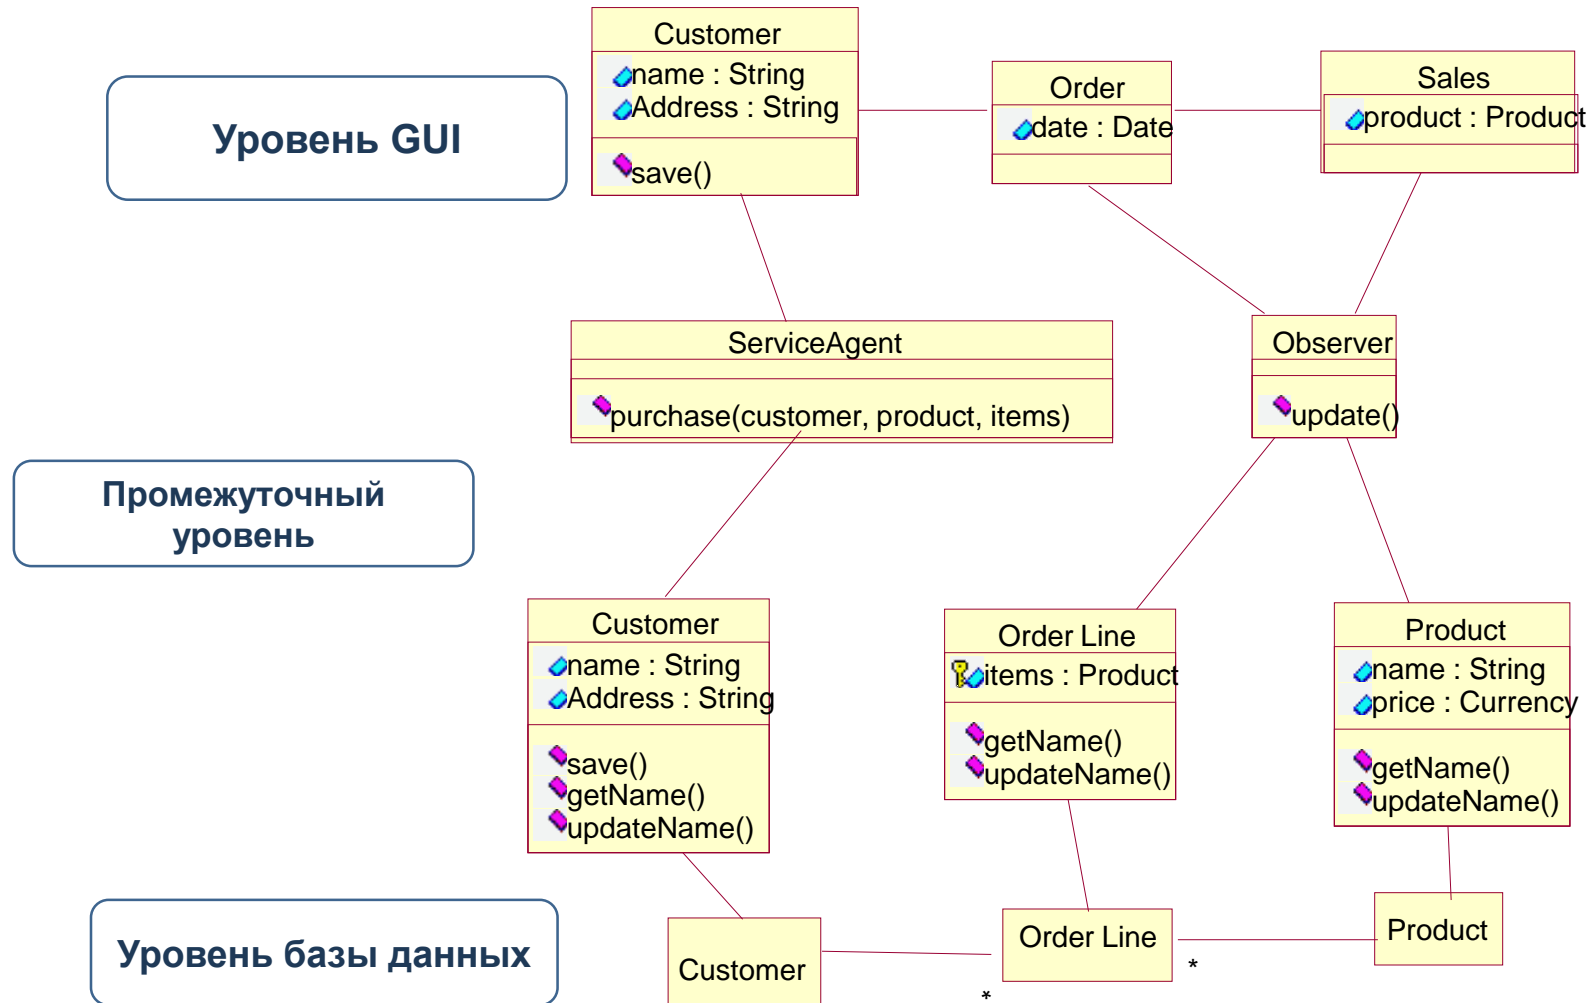 Уровень GUI
Customer
name : String
Address : String
save()
Order
date : Date
Sales
product : Product
Промежуточный
уровень
ServiceAgent
purchase(customer, product, items)
Observer
update()
Customer
name : String
Address : String
save()
getName()
updateName()
Order Line
items : Product
getName()
updateName()
Product
name : String
price : Currency
getName()
updateName()
Уровень базы данных
Customer
*
Order Line
*
Product